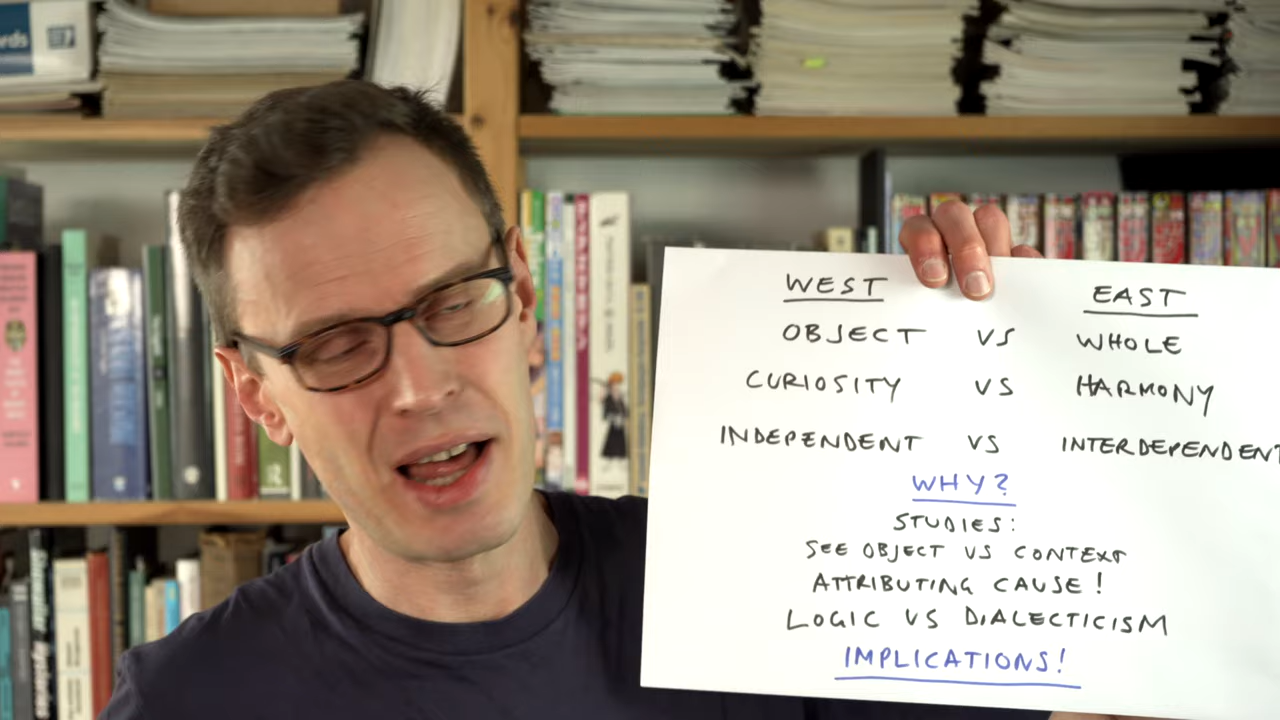 WEST EAST
OBJECT VS WHOLE
CURIOSITY VS HARMONY
INDEPENDENT VS INTERDEPENDENT
WHY?
STUDIES:
SEE OBJECT VS CONTEXT
ATTRIBUTING CAUSE!
LOGIC VS DIALECTICISM
IMPLICATIONS!